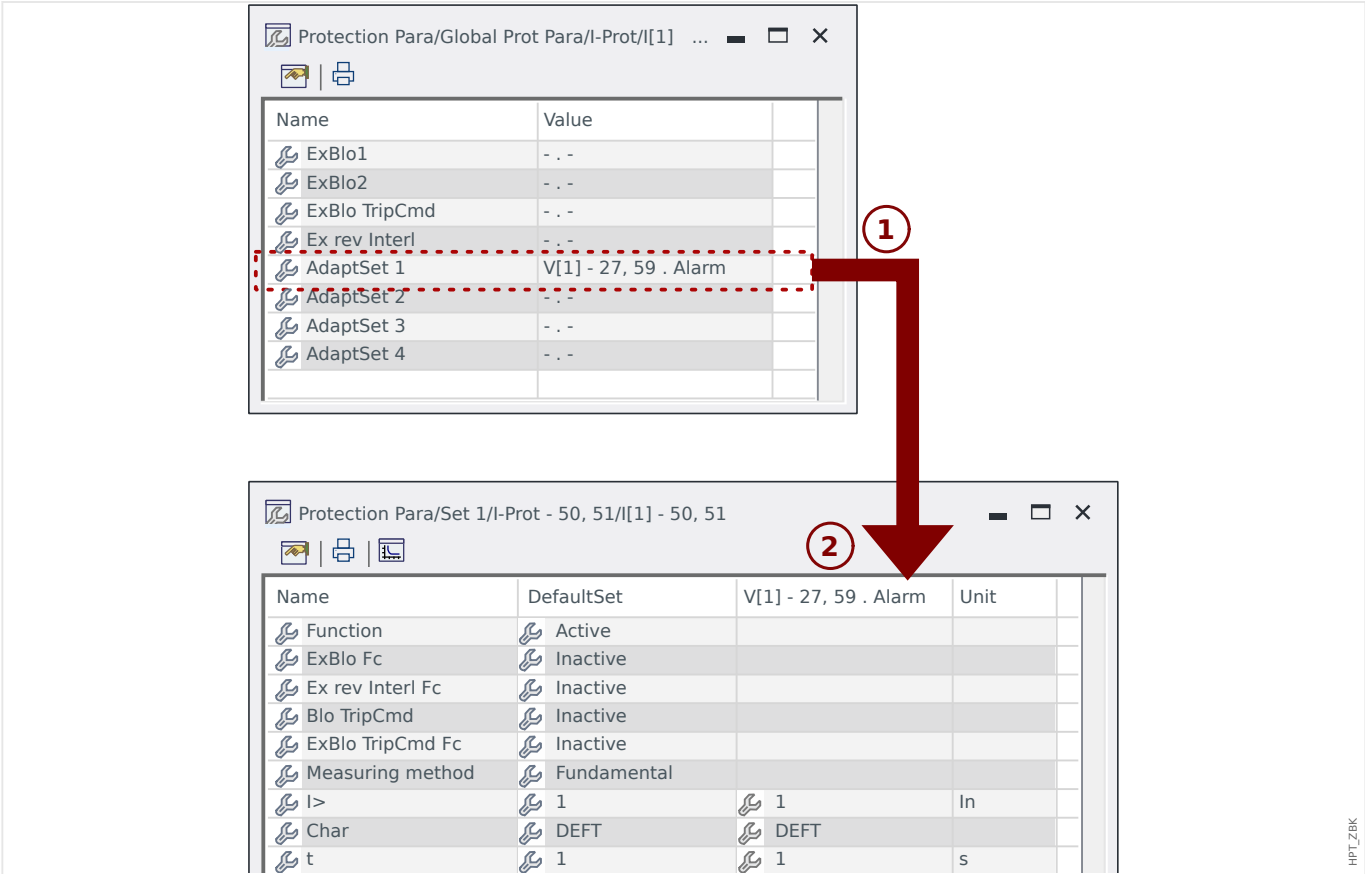 Protection Para/Global Prot Para/I-Prot/I[1] ...
Name Value
ExBlo1 - . -
ExBlo2 - . -
ExBlo TripCmd - . -
Ex rev Interl - . -
1
AdaptSet 1 V[1] - 27, 59 . Alarm
AdaptSet 2 - . -
AdaptSet 3 - . -
AdaptSet 4 - . -
Protection Para/Set 1/I-Prot - 50, 51/I[1] - 50, 51
2
Name DefaultSet V[1] - 27, 59 . Alarm Unit
Function Active
ExBlo Fc Inactive
Ex rev Interl Fc Inactive
Blo TripCmd Inactive
ExBlo TripCmd Fc Inactive
Measuring method Fundamental
I> 1 1 In
Char DEFT DEFT
t 1 1 s
HPT_ZBK